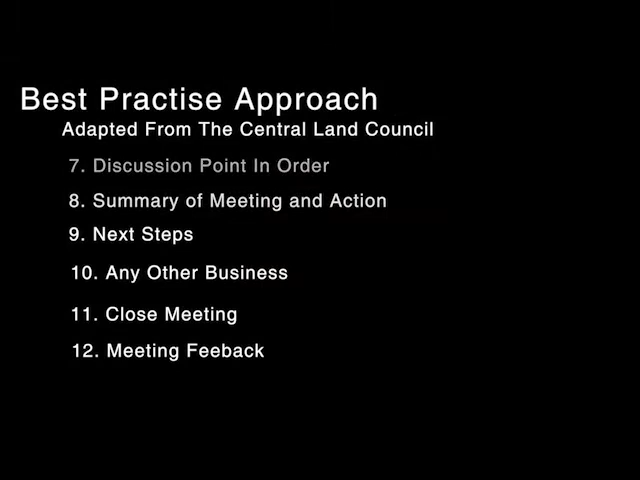 Best Practise Approach
Adapted From The Central Land Council
7. Discussion Point In Order
8. Summary of Meeting and Action
9. Next Steps
10. Any Other Business
11. Close Meeting
12. Meeting Feeback